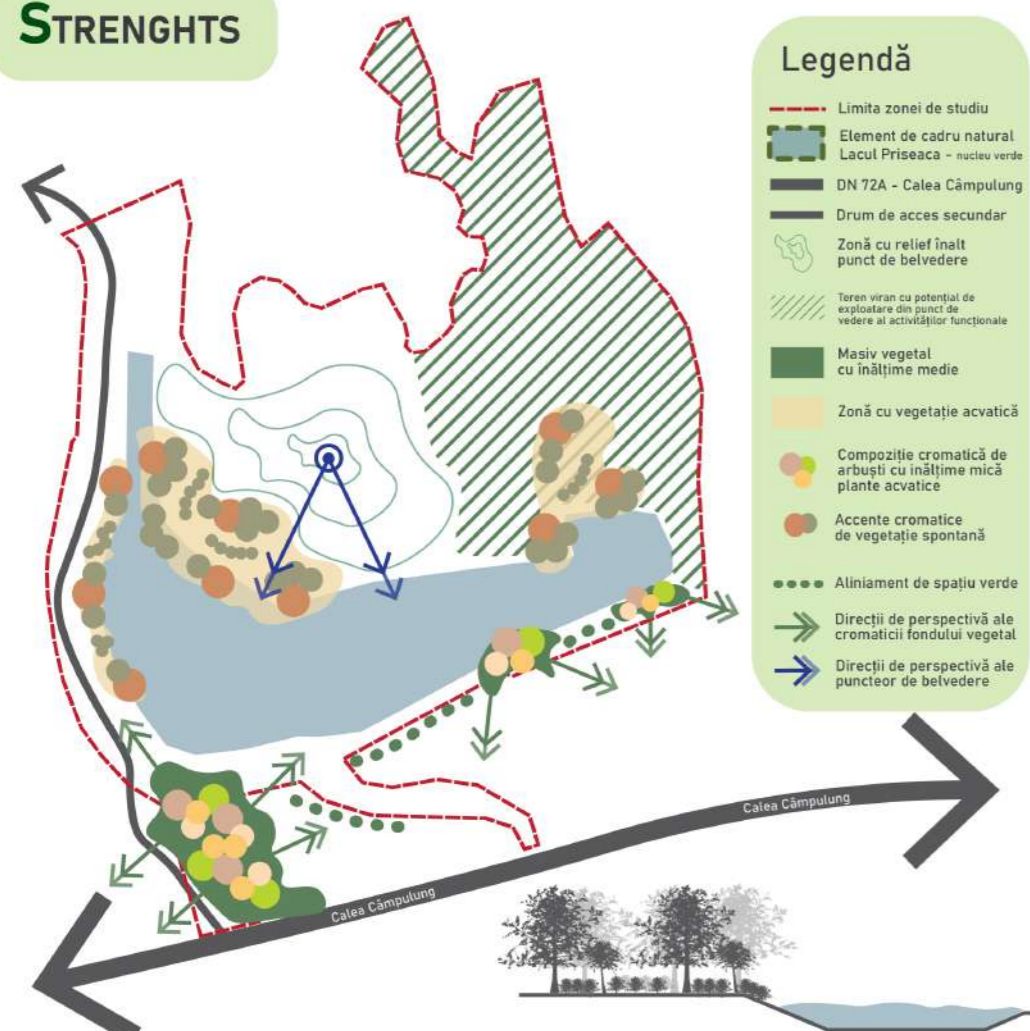 STRENGHTS
Legendă
Limita zonei de studiu
Element de cadru natural
Lacul Priseaca - nucleu verde
DN 72A - Calea Câmpulung
Drum de acces secundar
Zonă cu relief înalt
punct de belvedere
Teren viran cu potențial de
exploatare din punct de
vedere al activităților funcționale
Masiv vegetal
cu înălțime medie
Zonă cu vegetație acvatică
Compoziție cromatică de
arbuști cu inălțime mică
plante acvatice
Accente cromatice
de vegetație spontană
Aliniament de spațiu verde
Direcții de perspectivă ale
cromaticii fondului vegetal
Direcții de perspectivă ale
puncteor de belvedere
Calea Câmpulung
Calea Câmpulung